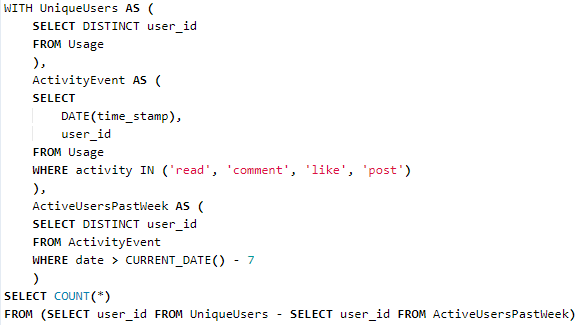 WITH UniqueUsers AS (
    SELECT DISTINCT user_id
    FROM Usage
    ),
    ActivityEvent AS (
    SELECT
        DATE(time_stamp),
        user_id
    FROM Usage
    WHERE activity IN ('read', 'comment', 'like', 'post')
    ),
    ActiveUsersPastWeek AS (
    SELECT DISTINCT user_id
    FROM ActivityEvent
    WHERE date > CURRENT_DATE() - 7
    )
SELECT COUNT(*)
FROM (SELECT user_id FROM UniqueUsers - SELECT user_id FROM ActiveUsersPastWeek)